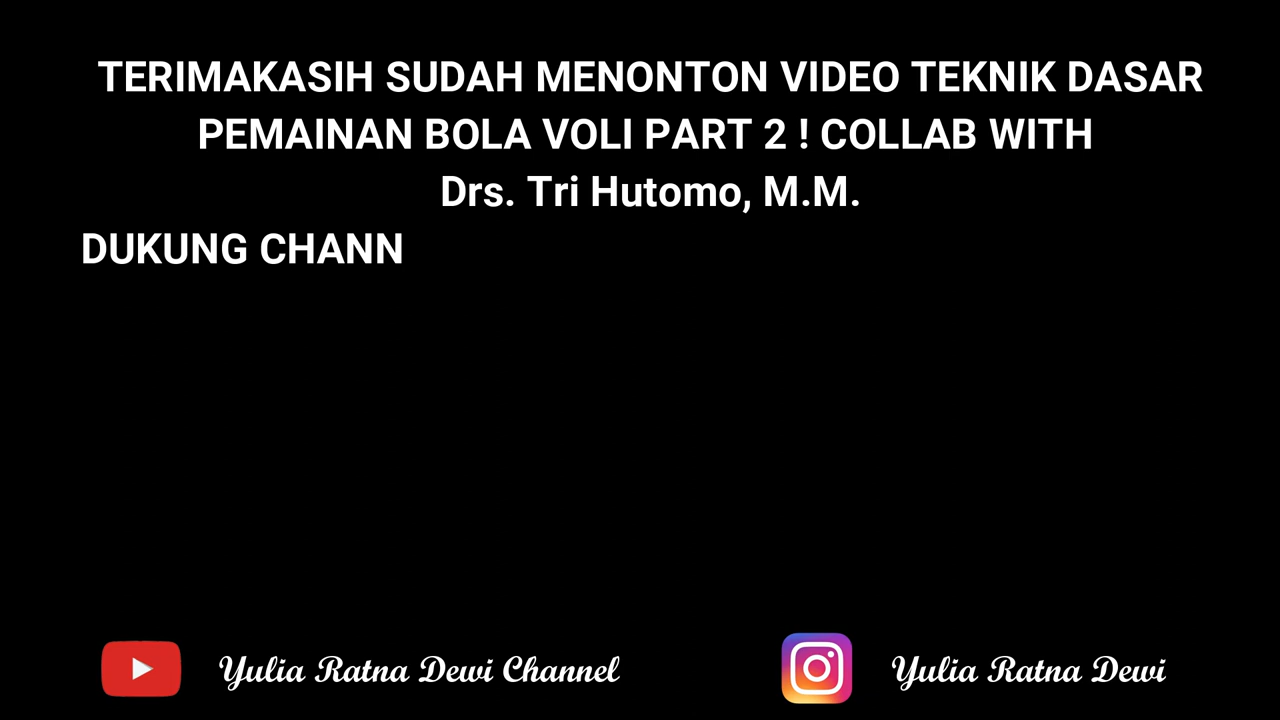 TERIMAKASIH SUDAH MENONTON VIDEO TEKNIK DASAR
PEMAINAN BOLA VOLI PART 2 ! COLLAB WITH
Drs. Tri Hutomo, M.M.
DUKUNG CHANN
Yulia Ratna Dewi Channel
Yulia Ratna Dewi